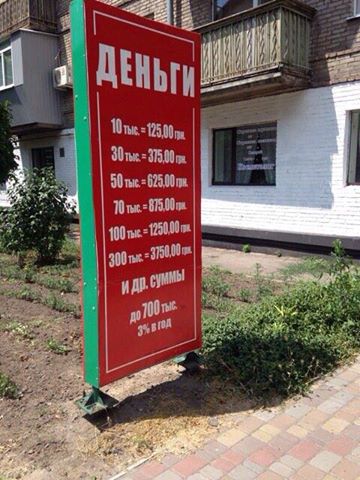 ДЕНЬГИ
10 тыс. = 125,00 грн.
30 тыс. = 375,00 грн.
50 тыс. = 625,00 грн.
70 тыс. = 875,00 грн.
100 тыс. = 1250,00 грн.
300 тыс. = 3750,00 грн.
и др. суммы
до 700 тыс.
3% в год